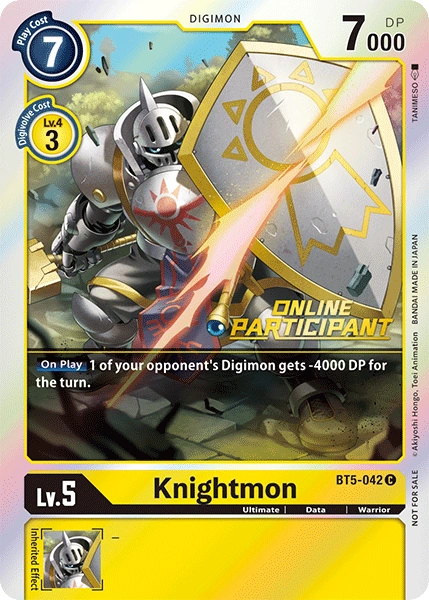 Play Cost
7
DIGIMON
DP
7000
Digivolve Cost
Lv.4
3
TANIMESO
ONLINE
PARTICIPANT
On Play 1 of your opponent's Digimon gets -4000 DP for
the turn.
©Akiyoshi Hongo, Toei Animation BANDAI MADE IN JAPAN
NOT FOR SALE
Lv.5
Knightmon
BT5-042 C
Ultimate | Data | Warrior
Inherited Effect
–